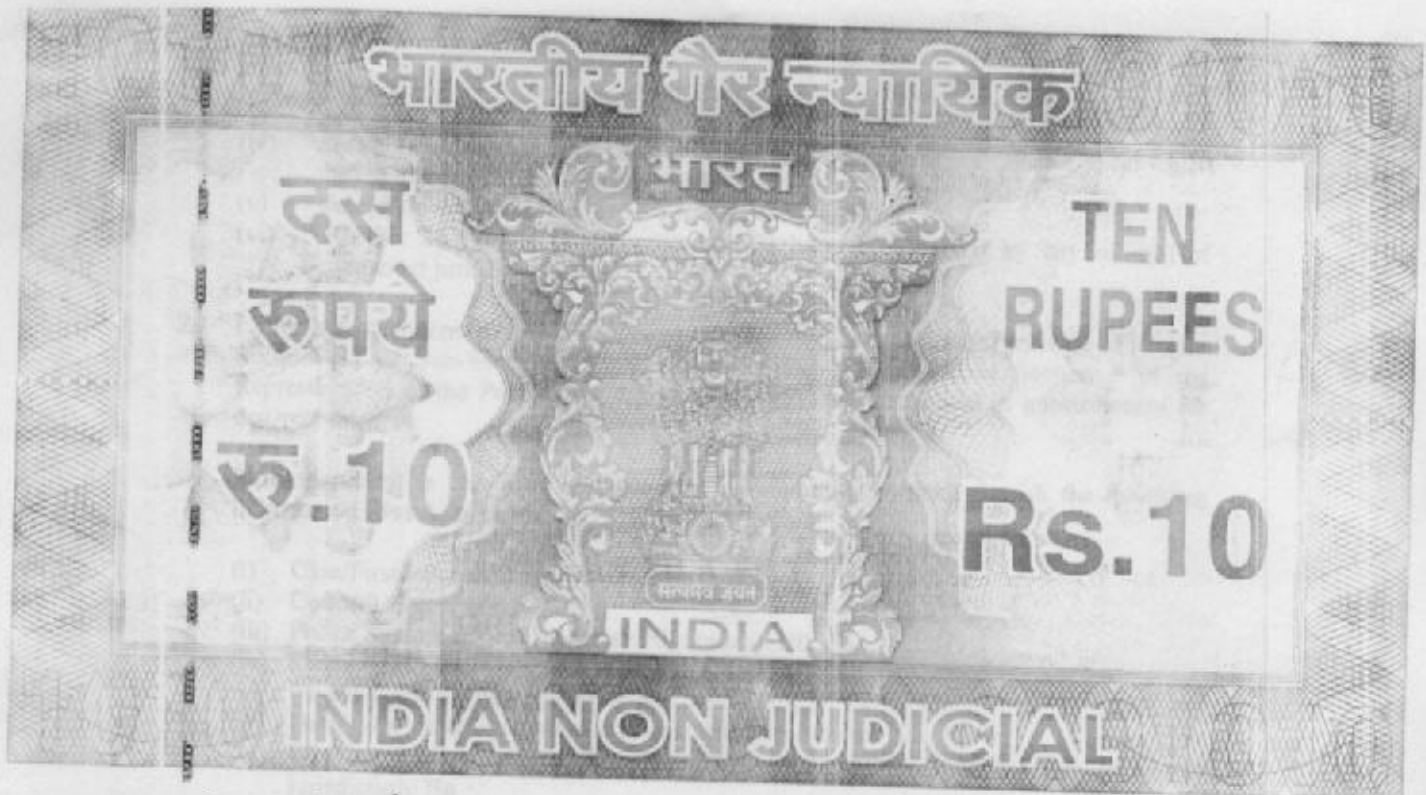 भारतीय गैर न्यायिक
भारत
दस
रुपये
रु.10
TEN
RUPEES
Rs.10
सत्यमेव जयते
INDIA
INDIA NON JUDICIAL